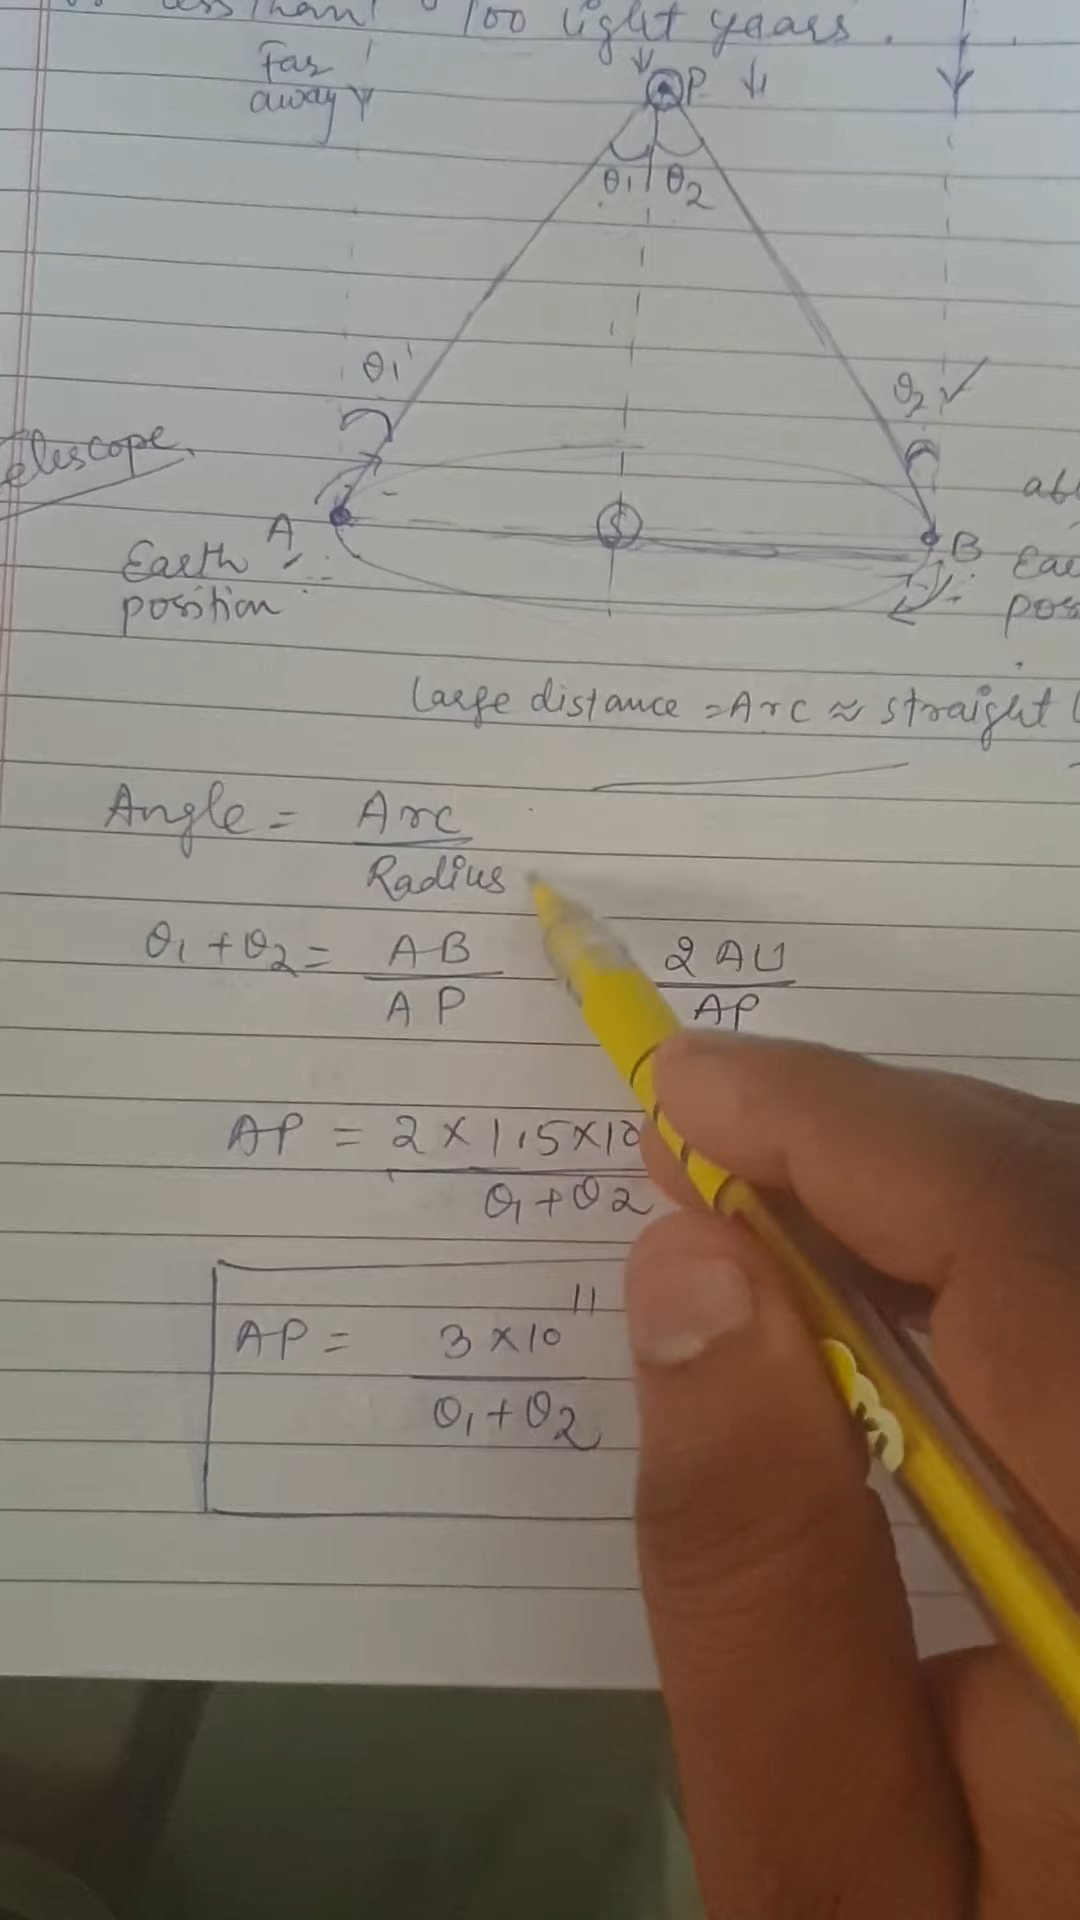 less than 100 light years.
Far
away
P
θ1 θ2
θ1'
θ2 ✓
elescope
A
S
B
Earth
position
Large distance = Arc ≈ straight
Angle = Arc
Radius
θ1 + θ2 = AB 2 AU
AP AP
AP = 2 × 1.5 × 10
θ1 + θ2
AP = 3 × 10^11
θ1 + θ2